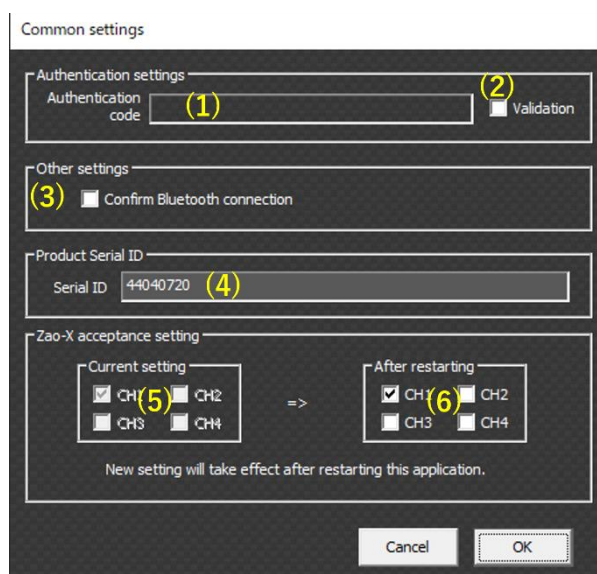 Common settings
Authentication settings
Authentication code (1) (2) Validation
Other settings
(3) Confirm Bluetooth connection
Product Serial ID
Serial ID 44040720 (4)
Zao-X acceptance setting
Current setting After restarting
CH1 (5) CH2 => CH1 (6) CH2
CH3 CH4 CH3 CH4
New setting will take effect after restarting this application.
Cancel OK